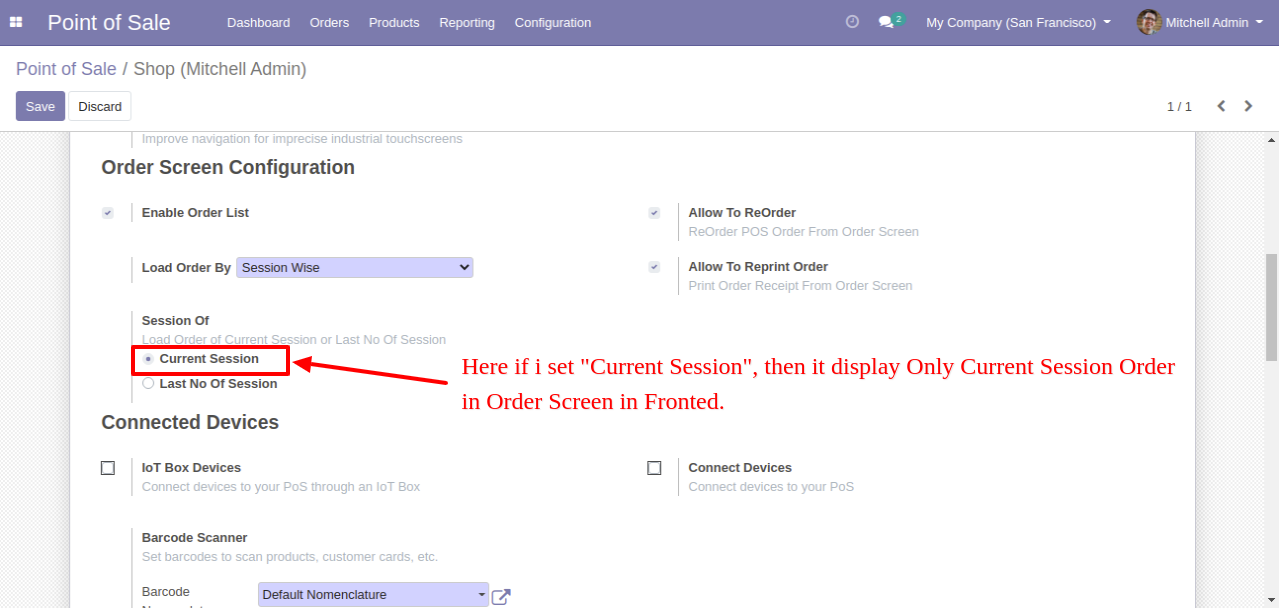 Point of Sale Dashboard Orders Products Reporting Configuration 2 My Company (San Francisco) Mitchell Admin
Point of Sale / Shop (Mitchell Admin)
Save Discard 1 / 1
Improve navigation for imprecise industrial touchscreens
Order Screen Configuration
Enable Order List
Allow To ReOrder
ReOrder POS Order From Order Screen
Load Order By Session Wise
Allow To Reprint Order
Print Order Receipt From Order Screen
Session Of
Load Order of Current Session or Last No Of Session
Current Session
Last No Of Session
Here if i set "Current Session", then it display Only Current Session Order
in Order Screen in Fronted.
Connected Devices
IoT Box Devices
Connect devices to your PoS through an IoT Box
Connect Devices
Connect devices to your PoS
Barcode Scanner
Set barcodes to scan products, customer cards, etc.
Barcode
Default Nomenclature